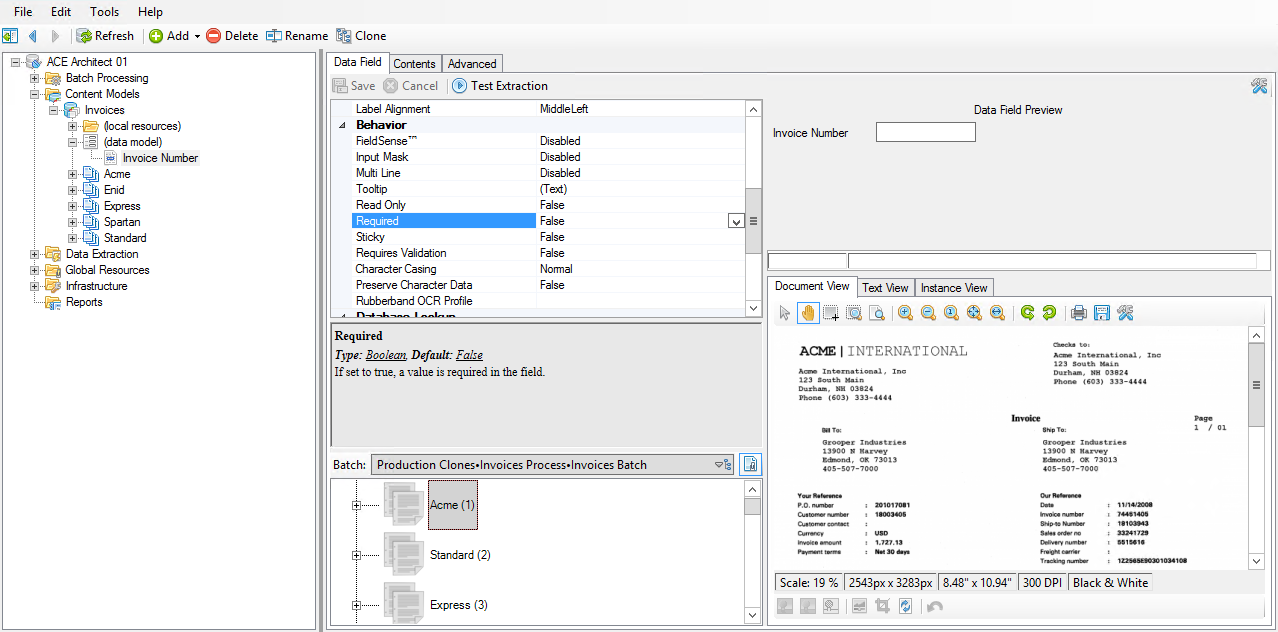 File Edit Tools Help
Refresh Add Delete Rename Clone
ACE Architect 01
Batch Processing
Content Models
Invoices
(local resources)
(data model)
Invoice Number
Acme
Enid
Express
Spartan
Standard
Data Extraction
Global Resources
Infrastructure
Reports
Data Field Contents Advanced
Save Cancel Test Extraction
Label Alignment MiddleLeft
Behavior
FieldSense™ Disabled
Input Mask Disabled
Multi Line Disabled
Tooltip (Text)
Read Only False
Required False
Sticky False
Requires Validation False
Character Casing Normal
Preserve Character Data False
Rubberband OCR Profile
Database Lookup
Required
Type: Boolean, Default: False
If set to true, a value is required in the field.
Batch: Production Clones•Invoices Process•Invoices Batch
Acme (1)
Standard (2)
Express (3)
Data Field Preview
Invoice Number
Document View Text View Instance View
ACME | INTERNATIONAL
Acme International, Inc
123 South Main
Durham, NH 03824
Phone (603) 333-4444
Checks to:
Acme International, Inc
123 South Main
Durham, NH 03824
Phone (603) 333-4444
Invoice
Page
1 / 01
Bill To:
Grooper Industries
13900 N Harvey
Edmond, OK 73013
405-507-7000
Ship To:
Grooper Industries
13900 N Harvey
Edmond, OK 73013
405-507-7000
Your Reference
P.O. number : 201017081
Customer number : 18003405
Customer contact :
Currency : USD
Invoice amount : 1,727.13
Payment terms : Net 30 days
Our Reference
Date : 11/14/2008
Invoice number : 74461405
Ship-to Number : 18103943
Sales order no : 33241729
Delivery number : 5515616
Freight carrier :
Tracking number : 1Z2565E90301034108
Scale: 19 % 2543px x 3283px 8.48" x 10.94" 300 DPI Black & White